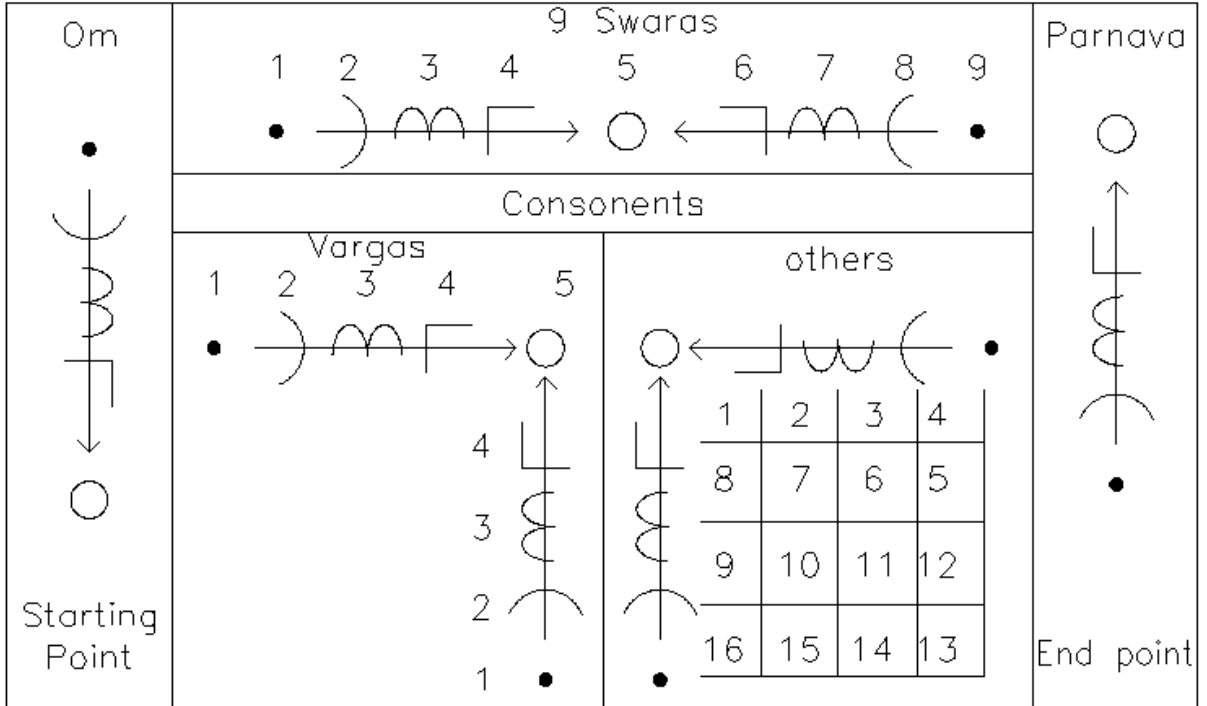 Om
Starting
Point
9 Swaras
1 2 3 4 5 6 7 8 9
Consonents
Vargas
1 2 3 4 5
4
3
2
1
others
1 2 3 4
8 7 6 5
9 10 11 12
16 15 14 13
Parnava
End point